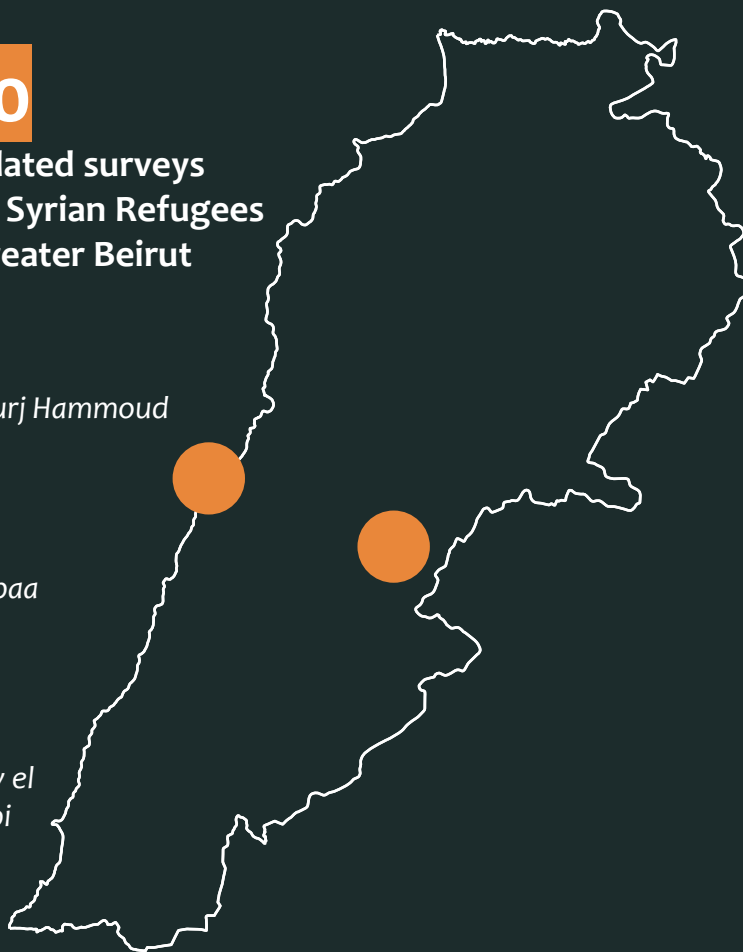 0
lated surveys
Syrian Refugees
eater Beirut
urj Hammoud
baa
y el
bi